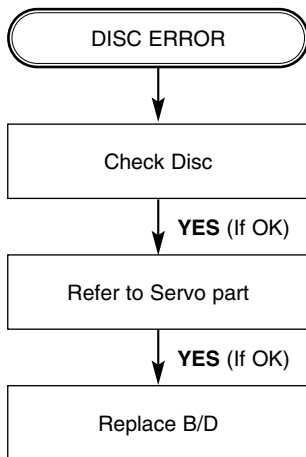 DISC ERROR
Check Disc
YES (If OK)
Refer to Servo part
YES (If OK)
Replace B/D